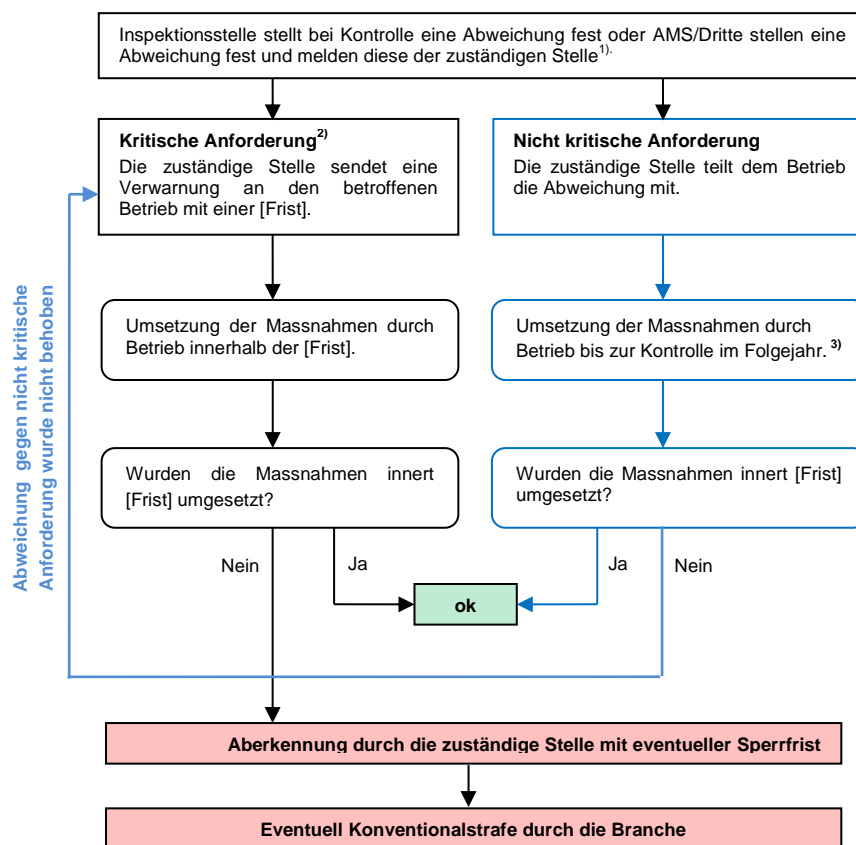 Inspektionsstelle stellt bei Kontrolle eine Abweichung fest oder AMS/Dritte stellen eine
Abweichung fest und melden diese der zuständigen Stelle1).
Kritische Anforderung2)
Die zuständige Stelle sendet eine
Verwarnung an den betroffenen
Betrieb mit einer [Frist].
Nicht kritische Anforderung
Die zuständige Stelle teilt dem Betrieb
die Abweichung mit.
Umsetzung der Massnahmen durch
Betrieb innerhalb der [Frist].
Umsetzung der Massnahmen durch
Betrieb bis zur Kontrolle im Folgejahr. 3)
Wurden die Massnahmen innert
[Frist] umgesetzt?
Wurden die Massnahmen innert [Frist]
umgesetzt?
Abweichung gegen nicht kritische
Anforderung wurde nicht behoben
Nein
Ja
Ja
Nein
ok
Aberkennung durch die zuständige Stelle mit eventueller Sperrfrist
Eventuell Konventionalstrafe durch die Branche